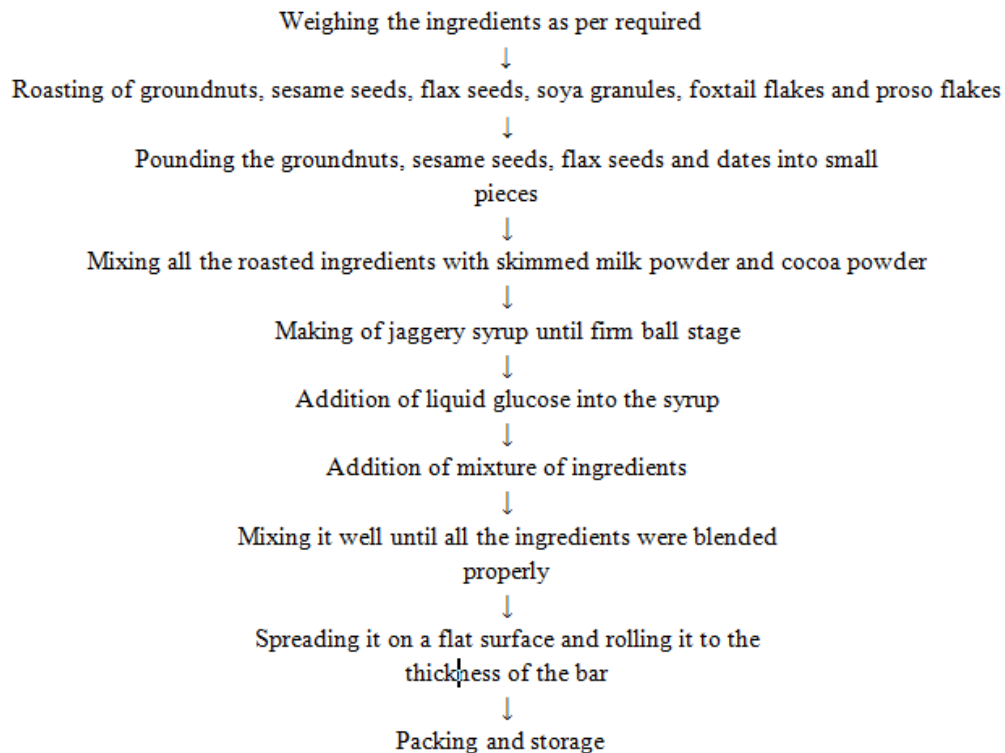 Weighing the ingredients as per required
↓
Roasting of groundnuts, sesame seeds, flax seeds, soya granules, foxtail flakes and proso flakes
↓
Pounding the groundnuts, sesame seeds, flax seeds and dates into small
pieces
↓
Mixing all the roasted ingredients with skimmed milk powder and cocoa powder
↓
Making of jaggery syrup until firm ball stage
↓
Addition of liquid glucose into the syrup
↓
Addition of mixture of ingredients
↓
Mixing it well until all the ingredients were blended
properly
↓
Spreading it on a flat surface and rolling it to the
thickness of the bar
↓
Packing and storage